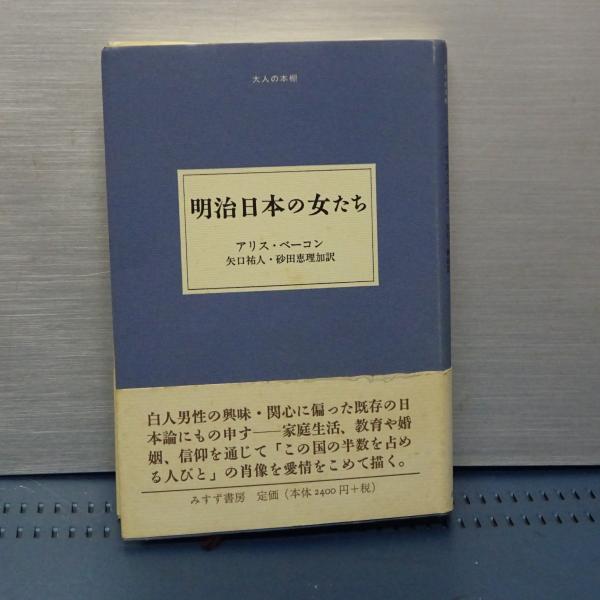 大人の本棚
明治日本の女たち
アリス・ベーコン
矢口祐人・砂田恵理加訳
白人男性の興味・関心に偏った既存の日
本論にもの申す──家庭生活、教育や婚
姻、信仰を通じて「この国の半数を占め
る人びと」の肖像を愛情をこめて描く。
みすず書房 定価（本体2400円＋税）